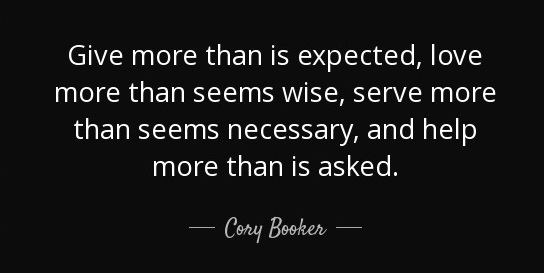 Give more than is expected, love
more than seems wise, serve more
than seems necessary, and help
more than is asked.
Cory Booker